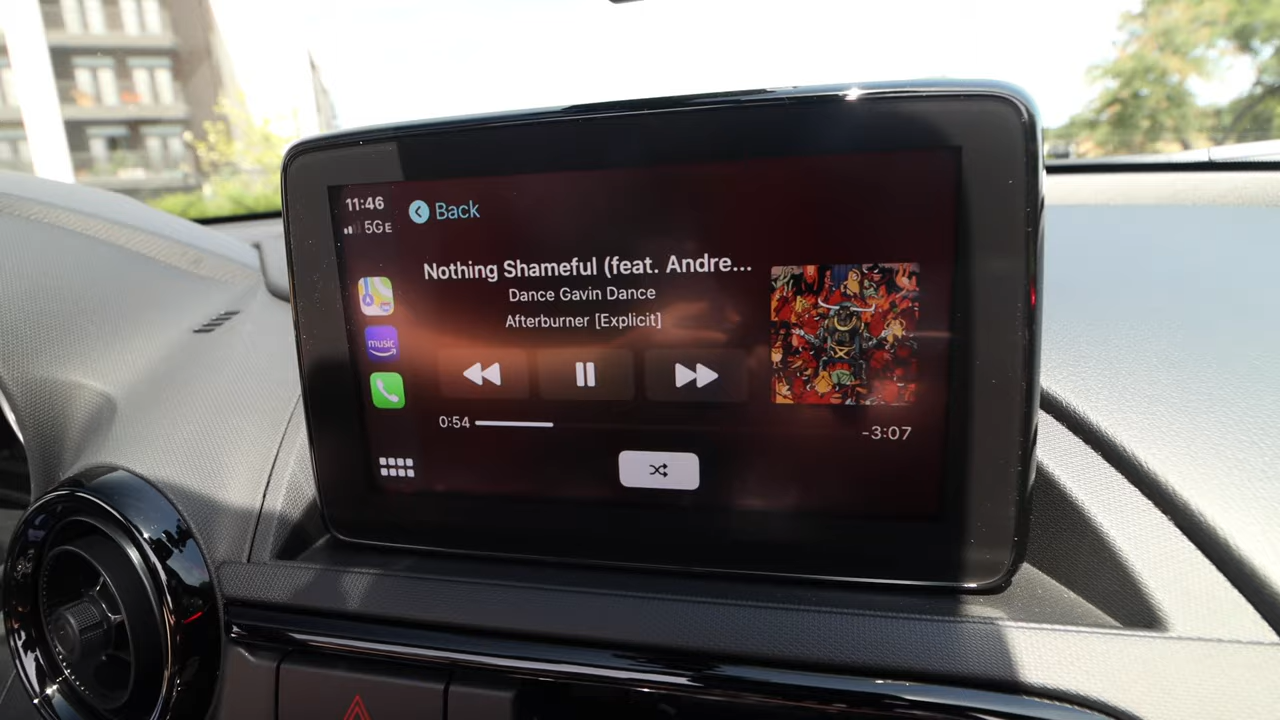 11:46
5GE
Back
Nothing Shameful (feat. Andre...
Dance Gavin Dance
Afterburner [Explicit]
music
0:54
-3:07